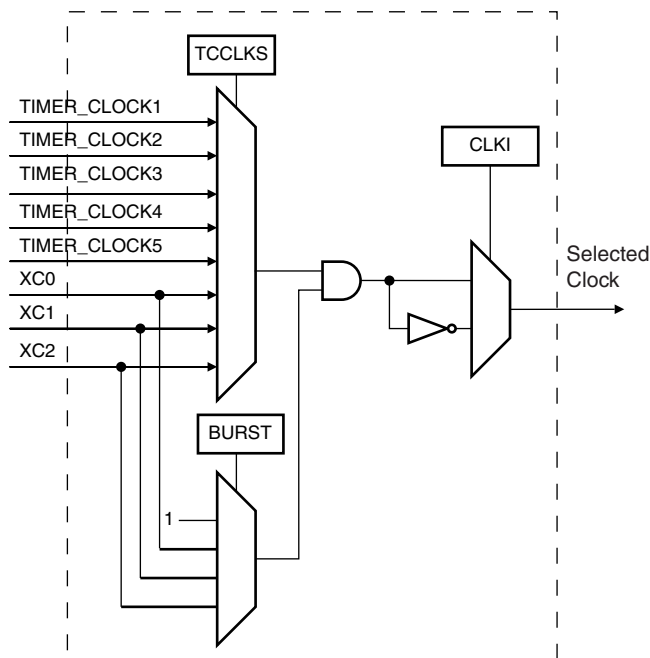 TCCLKS
TIMER_CLOCK1
TIMER_CLOCK2
TIMER_CLOCK3
TIMER_CLOCK4
TIMER_CLOCK5
XC0
XC1
XC2
CLKI
Selected
Clock
BURST
1